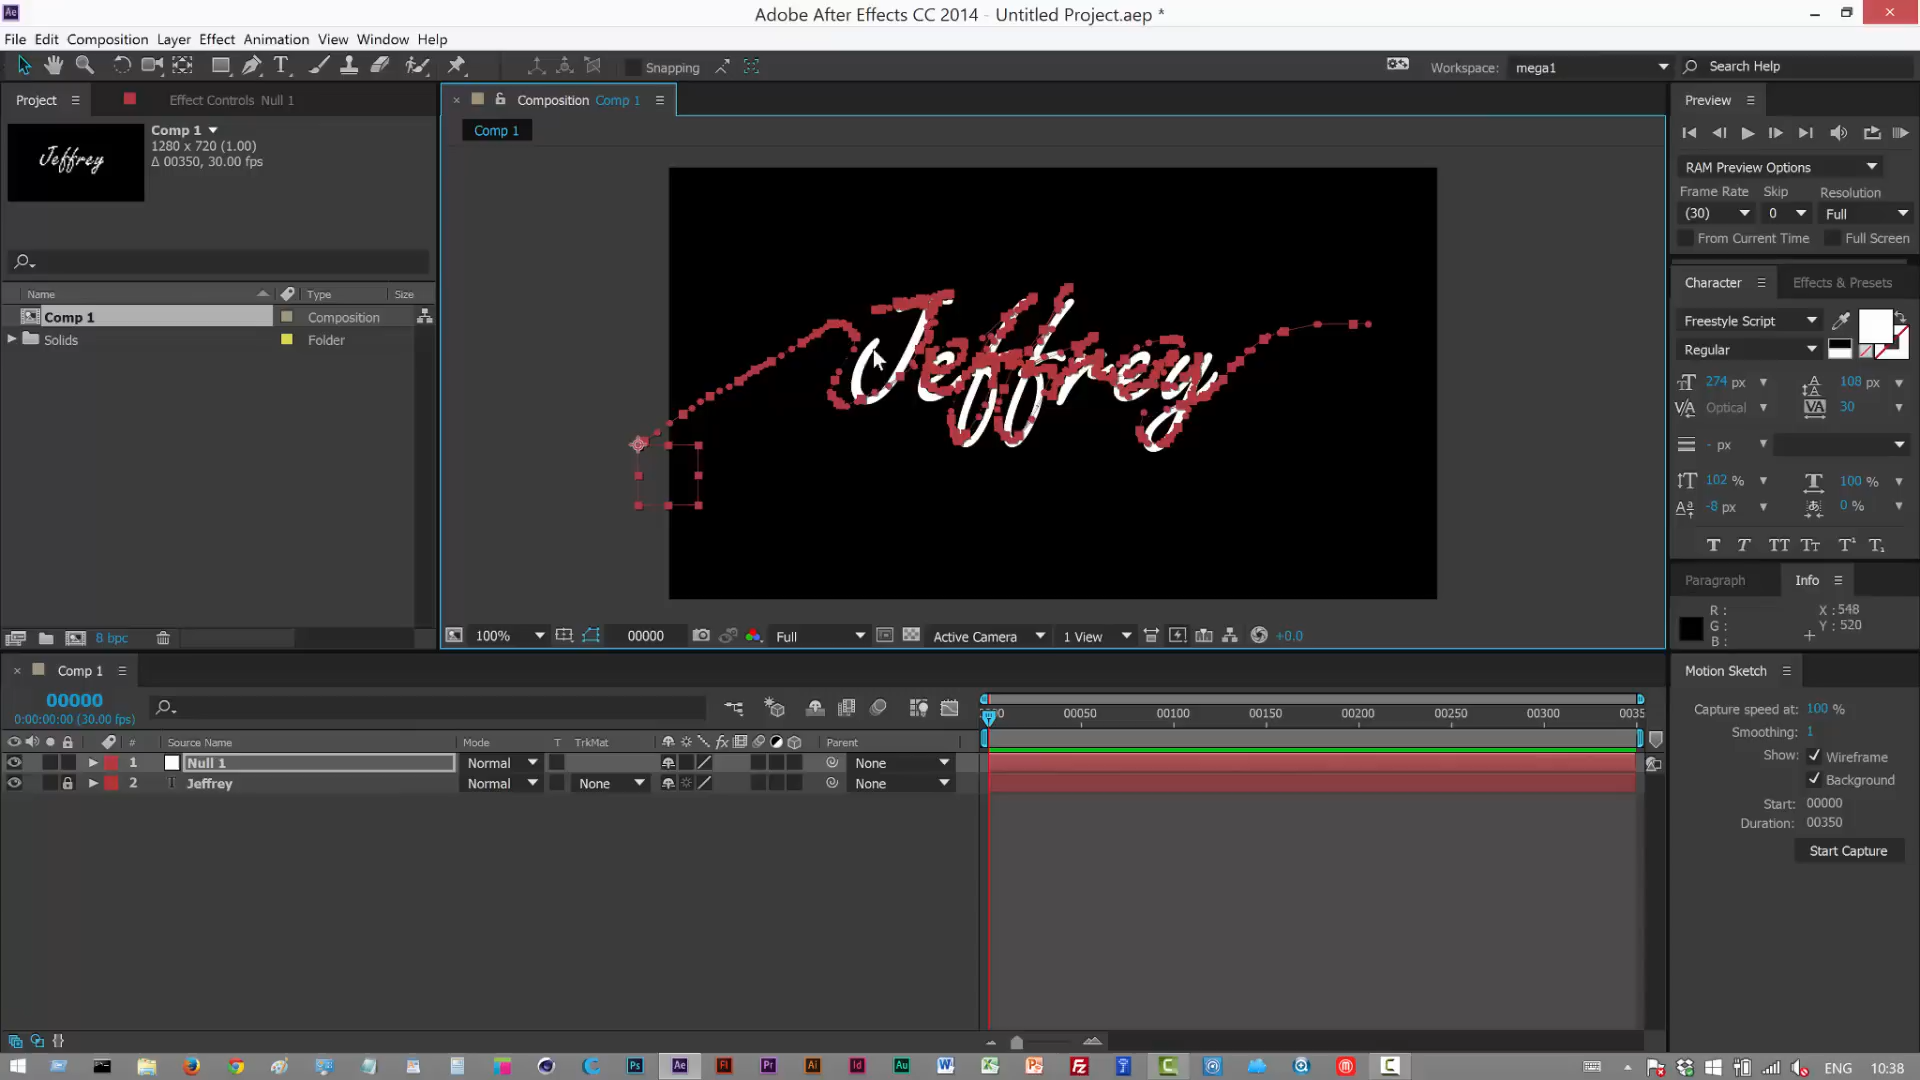 Adobe After Effects CC 2014 - Untitled Project.aep *
File Edit Composition Layer Effect Animation View Window Help
Snapping
Workspace: mega1
Search Help
Project
Effect Controls Null 1
Composition Comp 1
Preview
Comp 1
1280 x 720 (1.00)
Δ 00350, 30.00 fps
Jeffrey
Comp 1
RAM Preview Options
Frame Rate Skip Resolution
(30) 0 Full
From Current Time Full Screen
Name Type Size
Comp 1 Composition
Solids Folder
Jeffrey
Character Effects & Presets
Freestyle Script
Regular
274 px 108 px
Optical 30
- px
102 % 100 %
-8 px 0 %
Paragraph Info
R : X : 548
G : Y : 520
B :
8 bpc
100% 00000 Full Active Camera 1 View +0.0
Comp 1
00000
0:00:00:00 (30.00 fps)
00050 00100 00150 00200 00250 00300 0035
# Source Name Mode T TrkMat Parent
1 Null 1 Normal None
2 Jeffrey Normal None None
Motion Sketch
Capture speed at: 100 %
Smoothing: 1
Show: Wireframe
Background
Start: 00000
Duration: 00350
Start Capture
ENG 10:38